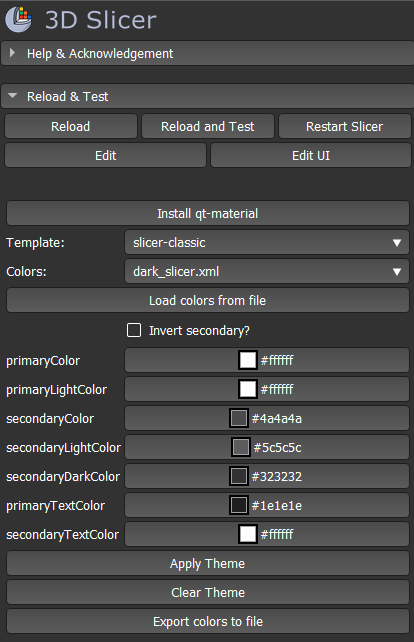 3D Slicer
Help & Acknowledgement
Reload & Test
Reload Reload and Test Restart Slicer
Edit Edit UI
Install qt-material
Template: slicer-classic
Colors: dark_slicer.xml
Load colors from file
Invert secondary?
primaryColor #ffffff
primaryLightColor #ffffff
secondaryColor #4a4a4a
secondaryLightColor #5c5c5c
secondaryDarkColor #323232
primaryTextColor #1e1e1e
secondaryTextColor #ffffff
Apply Theme
Clear Theme
Export colors to file